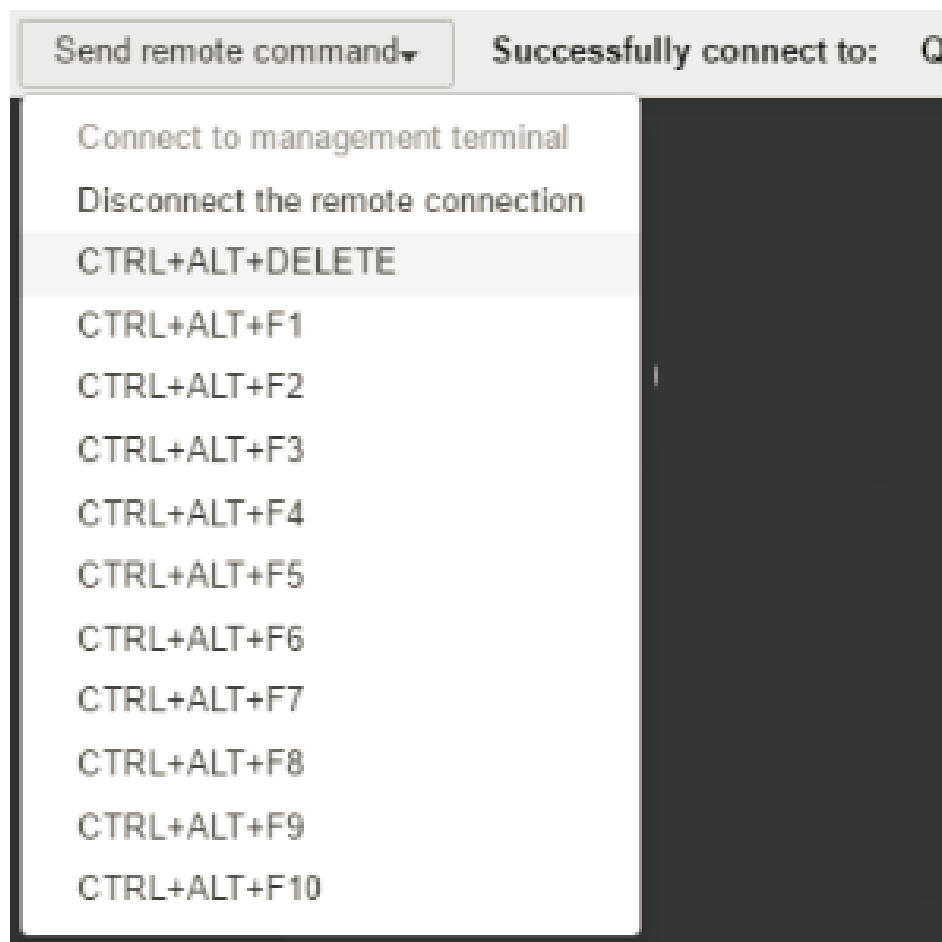 Send remote command
Successfully connect to: Q
Connect to management terminal
Disconnect the remote connection
CTRL+ALT+DELETE
CTRL+ALT+F1
CTRL+ALT+F2
CTRL+ALT+F3
CTRL+ALT+F4
CTRL+ALT+F5
CTRL+ALT+F6
CTRL+ALT+F7
CTRL+ALT+F8
CTRL+ALT+F9
CTRL+ALT+F10